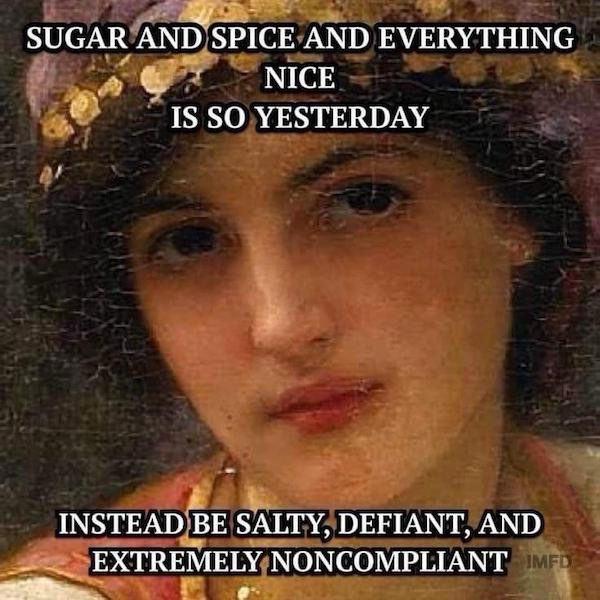 SUGAR AND SPICE AND EVERYTHING
NICE
IS SO YESTERDAY
INSTEAD BE SALTY, DEFIANT, AND
EXTREMELY NONCOMPLIANT
IMFD